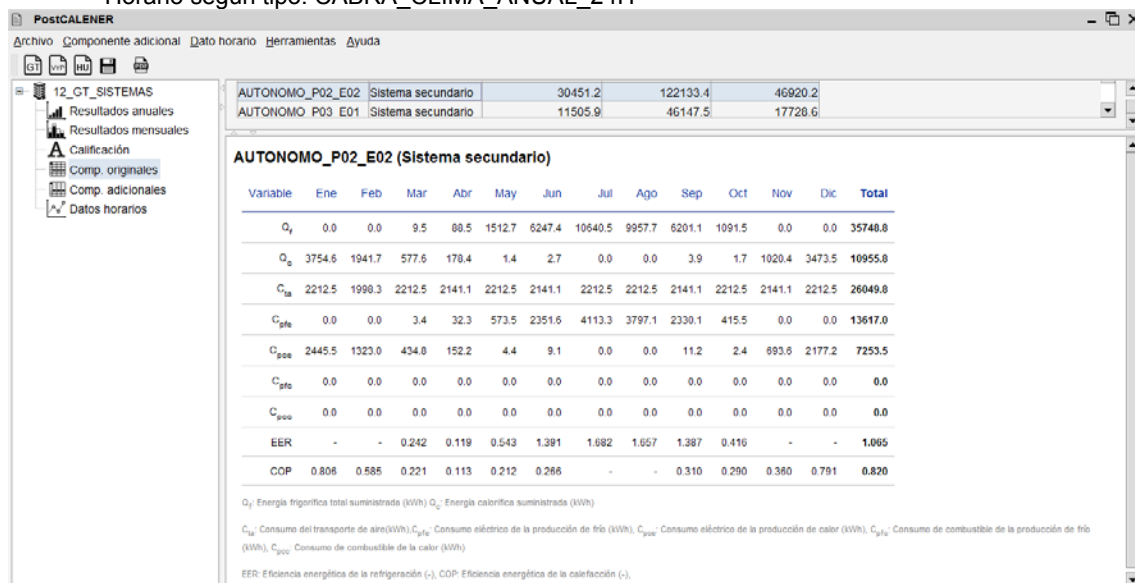 Horario según tipo: CABRA_CLIMA_ANUAL_24H
PostCALENER
Archivo Componente adicional Dato horario Herramientas Ayuda
GT VYP HU
12_GT_SISTEMAS
Resultados anuales
Resultados mensuales
Calificación
Comp. originales
Comp. adicionales
Datos horarios
AUTONOMO_P02_E02 Sistema secundario 30451.2 122133.4 46920.2
AUTONOMO_P03_E01 Sistema secundario 11505.9 46147.5 17728.6
AUTONOMO_P02_E02 (Sistema secundario)
Variable Ene Feb Mar Abr May Jun Jul Ago Sep Oct Nov Dic Total
Qf 0.0 0.0 9.5 88.5 1512.7 6247.4 10640.5 9957.7 6201.1 1091.5 0.0 0.0 35748.8
Qc 3754.6 1941.7 577.6 178.4 1.4 2.7 0.0 0.0 3.9 1.7 1020.4 3473.5 10955.8
Cta 2212.5 1998.3 2212.5 2141.1 2212.5 2141.1 2212.5 2212.5 2141.1 2212.5 2141.1 2212.5 26049.8
Cpfe 0.0 0.0 3.4 32.3 573.5 2351.6 4113.3 3797.1 2330.1 415.5 0.0 0.0 13617.0
Cpce 2445.5 1323.0 434.8 152.2 4.4 9.1 0.0 0.0 11.2 2.4 693.6 2177.2 7253.5
Cpfc 0.0 0.0 0.0 0.0 0.0 0.0 0.0 0.0 0.0 0.0 0.0 0.0 0.0
Cpcc 0.0 0.0 0.0 0.0 0.0 0.0 0.0 0.0 0.0 0.0 0.0 0.0 0.0
EER - - 0.242 0.119 0.543 1.391 1.682 1.657 1.387 0.416 - - 1.065
COP 0.806 0.585 0.221 0.113 0.212 0.266 - - 0.310 0.290 0.360 0.791 0.820
Qf: Energía frigorífica total suministrada (kWh) Qc: Energía calorífica suministrada (kWh)
Cta: Consumo del transporte de aire(kWh),Cpfe: Consumo eléctrico de la producción de frío (kWh), Cpce: Consumo eléctrico de la producción de calor (kWh), Cpfc: Consumo de combustible de la producción de frío
(kWh), Cpcc: Consumo de combustible de la calor (kWh)
EER: Eficiencia energética de la refrigeración (-), COP: Eficiencia energética de la calefacción (-),